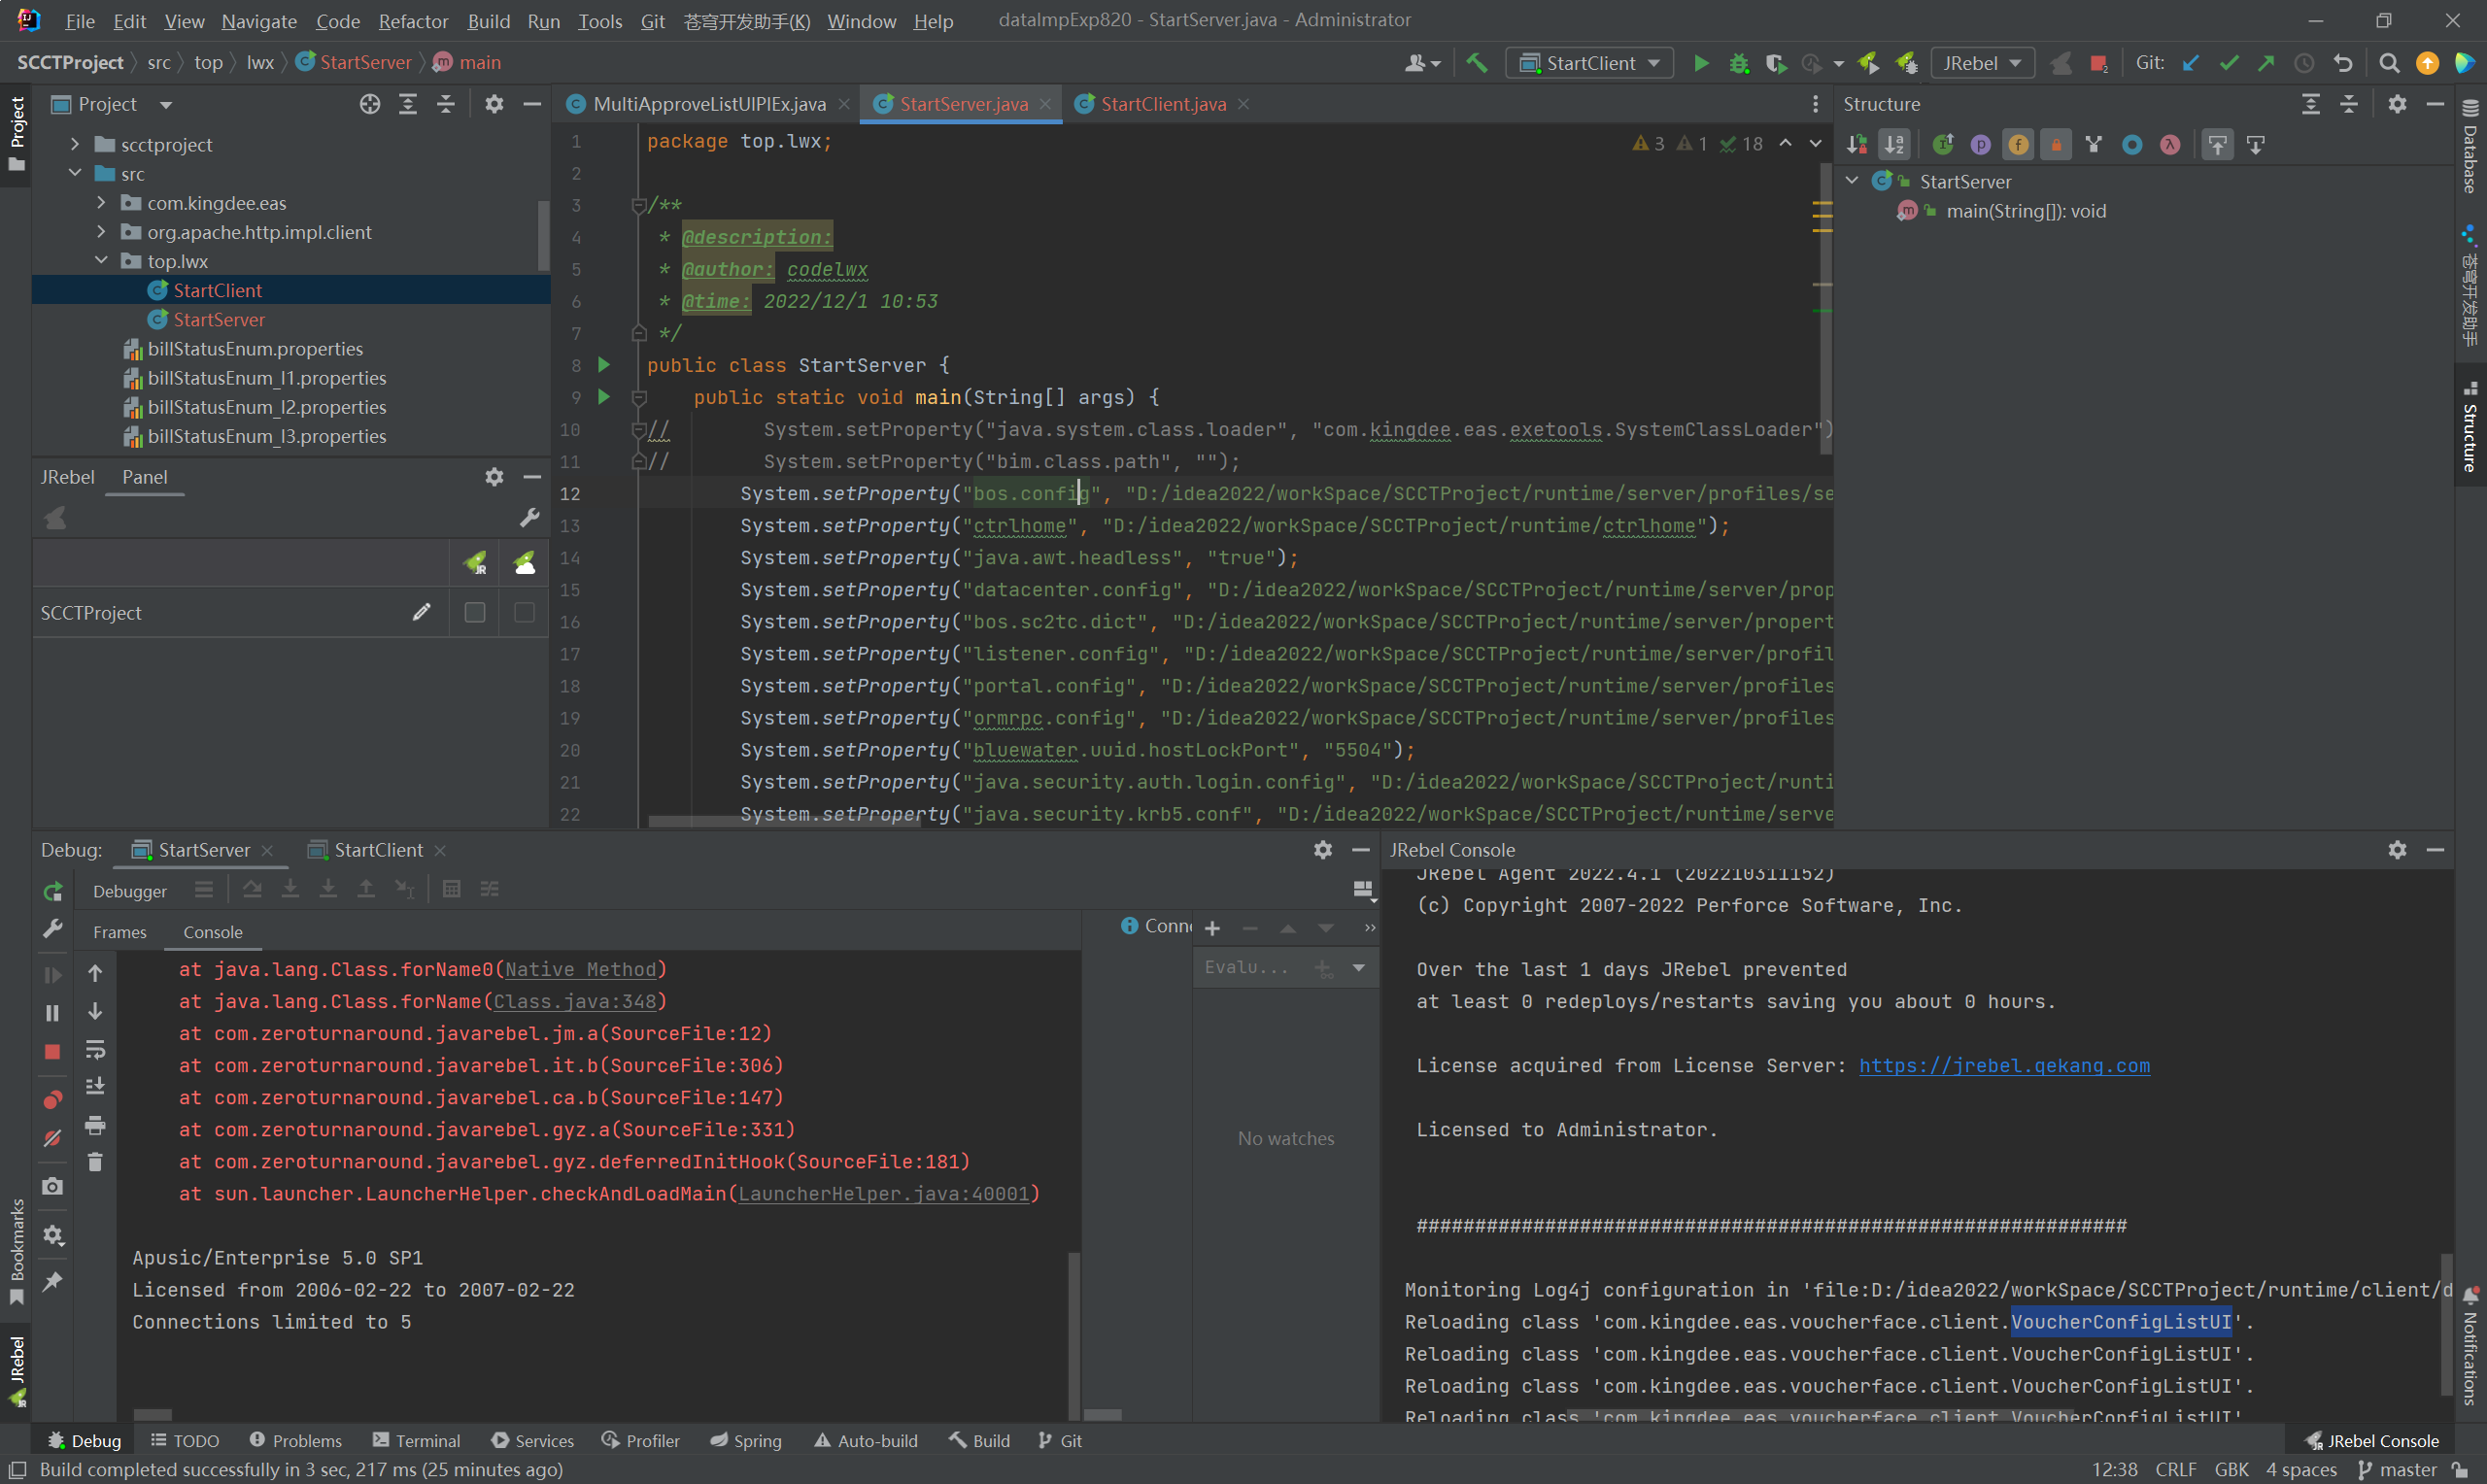 File Edit View Navigate Code Refactor Build Run Tools Git 苍穹开发助手(K) Window Help dataImpExp820 - StartServer.java - Administrator
SCCTProject src top lwx StartServer main
StartClient JRebel Git:
Project
scctproject
src
com.kingdee.eas
org.apache.http.impl.client
top.lwx
StartClient
StartServer
billStatusEnum.properties
billStatusEnum_l1.properties
billStatusEnum_l2.properties
billStatusEnum_l3.properties
JRebel Panel
SCCTProject
MultiApproveListUIPIEx.java StartServer.java StartClient.java
3 1 18
1 package top.lwx;
2
3 /**
4 * @description:
5 * @author: codelwx
6 * @time: 2022/12/1 10:53
7 */
8 public class StartServer {
9 public static void main(String[] args) {
10 // System.setProperty("java.system.class.loader", "com.kingdee.eas.exetools.SystemClassLoader")
11 // System.setProperty("bim.class.path", "");
12 System.setProperty("bos.config", "D:/idea2022/workSpace/SCCTProject/runtime/server/profiles/se
13 System.setProperty("ctrlhome", "D:/idea2022/workSpace/SCCTProject/runtime/ctrlhome");
14 System.setProperty("java.awt.headless", "true");
15 System.setProperty("datacenter.config", "D:/idea2022/workSpace/SCCTProject/runtime/server/prop
16 System.setProperty("bos.sc2tc.dict", "D:/idea2022/workSpace/SCCTProject/runtime/server/propert
17 System.setProperty("listener.config", "D:/idea2022/workSpace/SCCTProject/runtime/server/profil
18 System.setProperty("portal.config", "D:/idea2022/workSpace/SCCTProject/runtime/server/profiles
19 System.setProperty("ormrpc.config", "D:/idea2022/workSpace/SCCTProject/runtime/server/profiles
20 System.setProperty("bluewater.uuid.hostLockPort", "5504");
21 System.setProperty("java.security.auth.login.config", "D:/idea2022/workSpace/SCCTProject/runti
22 System.setProperty("java.security.krb5.conf", "D:/idea2022/workSpace/SCCTProject/runtime/serve
Structure
StartServer
main(String[]): void
Project
Bookmarks
JRebel
Database
苍穹开发助手
Structure
Notifications
Debug: StartServer StartClient
Debugger
Frames Console
at java.lang.Class.forName0(Native Method)
at java.lang.Class.forName(Class.java:348)
at com.zeroturnaround.javarebel.jm.a(SourceFile:12)
at com.zeroturnaround.javarebel.it.b(SourceFile:306)
at com.zeroturnaround.javarebel.ca.b(SourceFile:147)
at com.zeroturnaround.javarebel.gyz.a(SourceFile:331)
at com.zeroturnaround.javarebel.gyz.deferredInitHook(SourceFile:181)
at sun.launcher.LauncherHelper.checkAndLoadMain(LauncherHelper.java:40001)
Apusic/Enterprise 5.0 SP1
Licensed from 2006-02-22 to 2007-02-22
Connections limited to 5
Conne
Evalu...
No watches
JRebel Console
JRebel Agent 2022.4.1 (202210311152)
(c) Copyright 2007-2022 Perforce Software, Inc.
Over the last 1 days JRebel prevented
at least 0 redeploys/restarts saving you about 0 hours.
License acquired from License Server: https://jrebel.qekang.com
Licensed to Administrator.
#############################################################
Monitoring Log4j configuration in 'file:D:/idea2022/workSpace/SCCTProject/runtime/client/d
Reloading class 'com.kingdee.eas.voucherface.client.VoucherConfigListUI'.
Reloading class 'com.kingdee.eas.voucherface.client.VoucherConfigListUI'.
Reloading class 'com.kingdee.eas.voucherface.client.VoucherConfigListUI'.
Reloading class 'com.kingdee.eas.voucherface.client.VoucherConfigListUI'
Debug TODO Problems Terminal Services Profiler Spring Auto-build Build Git JRebel Console
Build completed successfully in 3 sec, 217 ms (25 minutes ago) 12:38 CRLF GBK 4 spaces master